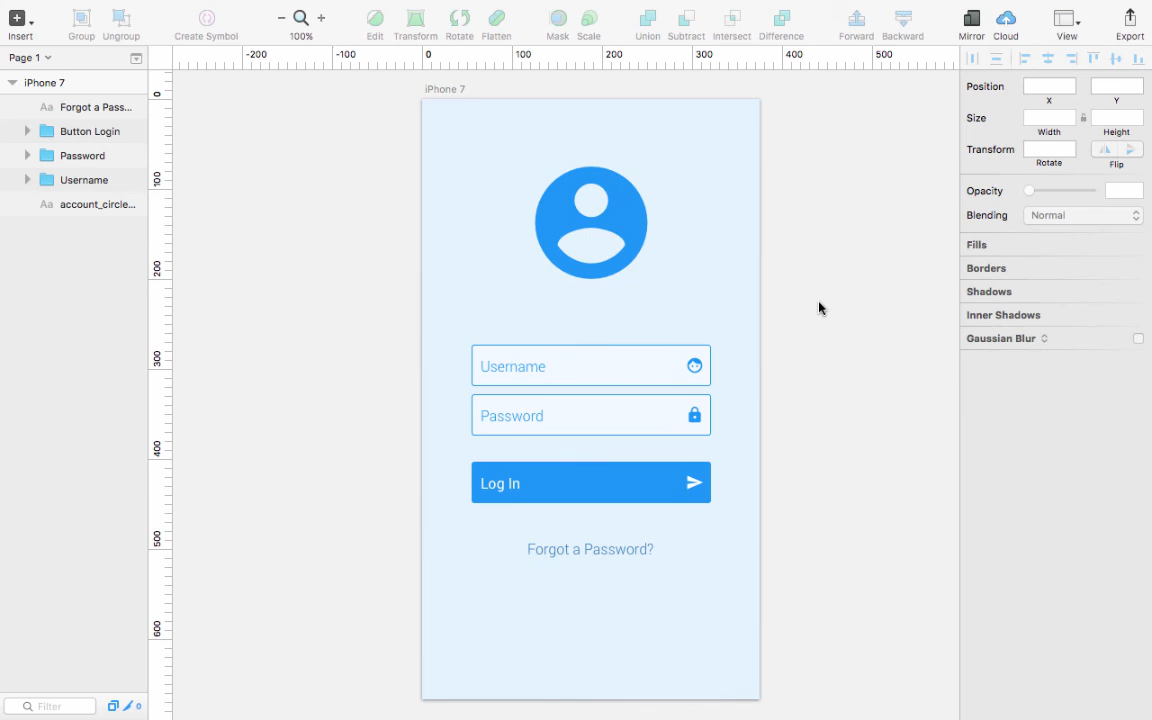 Insert
Group
Ungroup
Create Symbol
100%
Edit
Transform
Rotate
Flatten
Mask
Scale
Union
Subtract
Intersect
Difference
Forward
Backward
Mirror
Cloud
View
Export
Page 1
-200
-100
0
100
200
300
400
500
iPhone 7
Forgot a Pass...
Button Login
Password
Username
account_circle...
0
100
200
300
400
500
600
iPhone 7
Username
Password
Log In
Forgot a Password?
Position
X
Y
Size
Width
Height
Transform
Rotate
Flip
Opacity
Blending
Normal
Fills
Borders
Shadows
Inner Shadows
Gaussian Blur
Filter
0